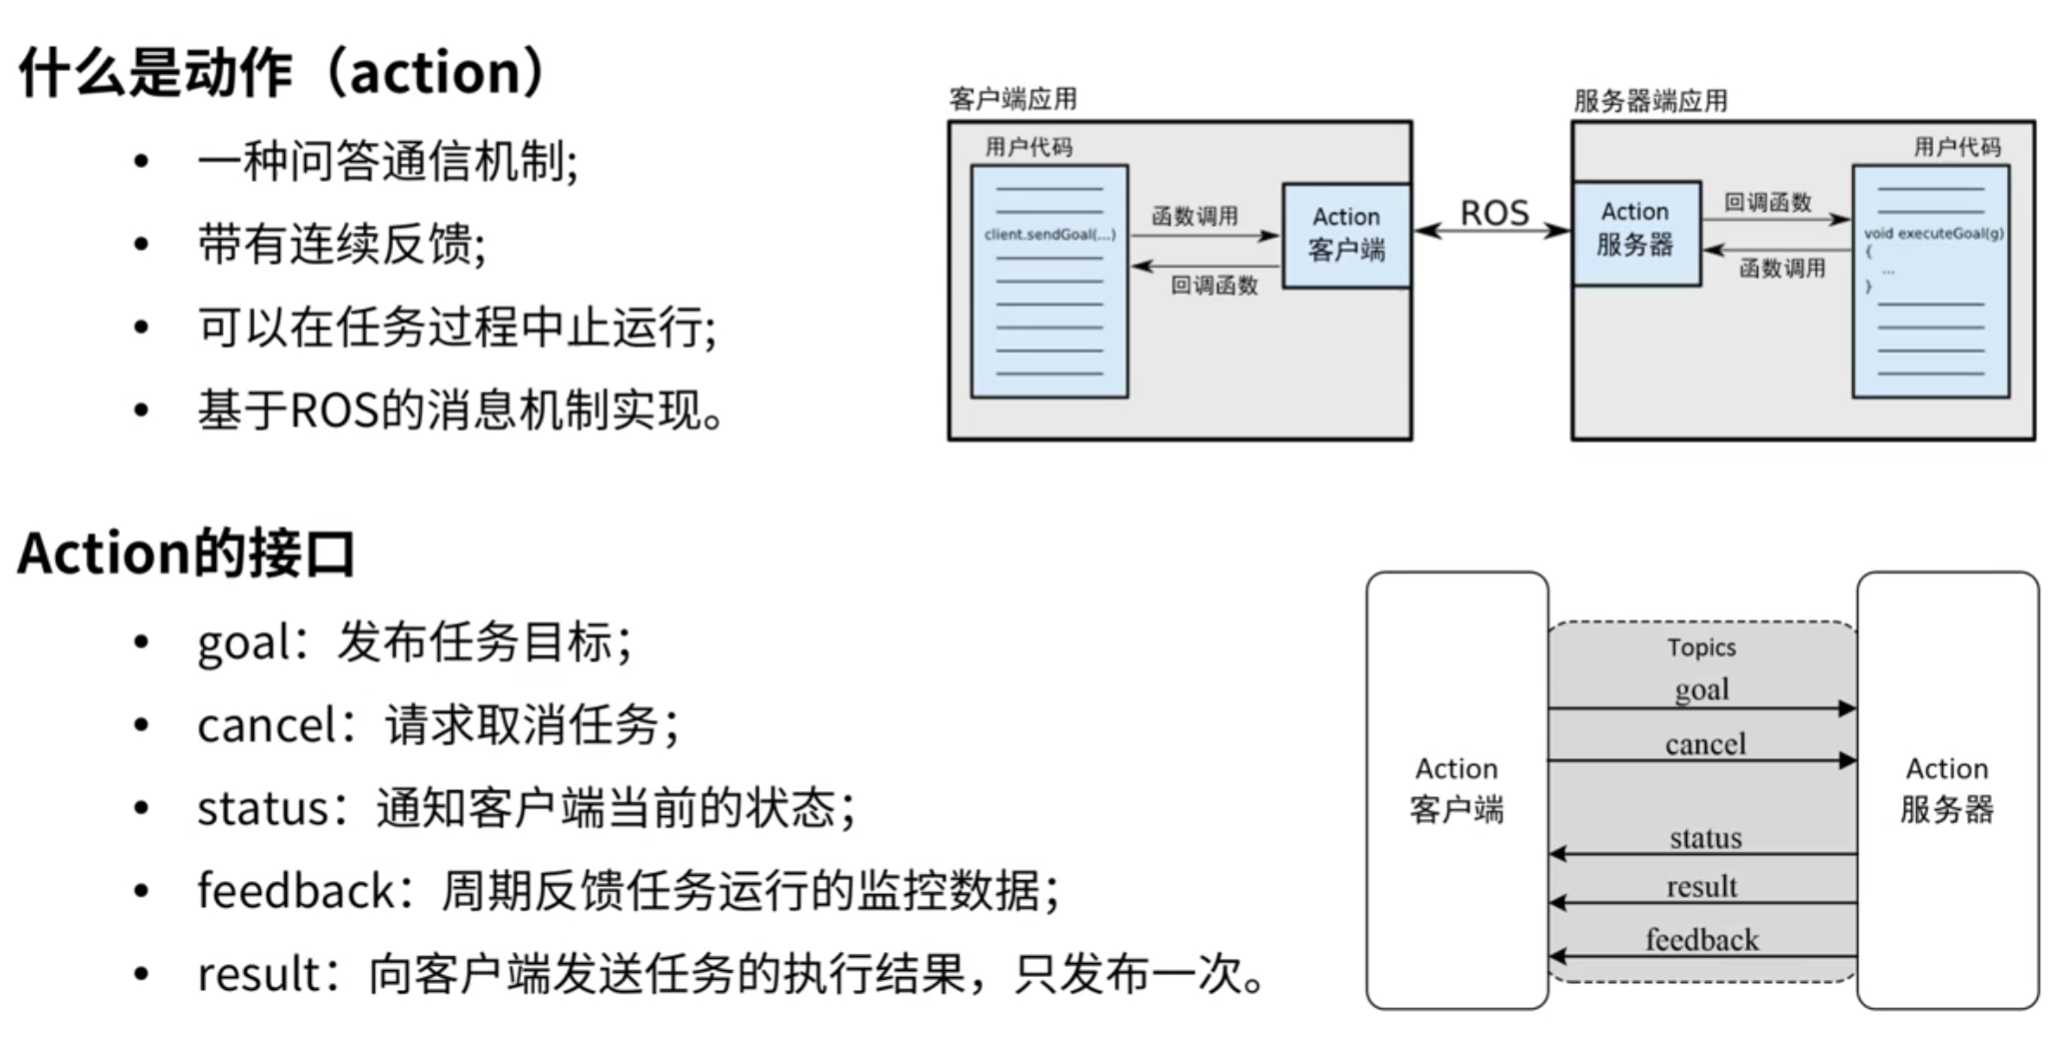 什么是动作（action）
• 一种问答通信机制;
• 带有连续反馈;
• 可以在任务过程中止运行;
• 基于ROS的消息机制实现。
客户端应用
用户代码
client.sendGoal(...)
函数调用
回调函数
Action
客户端
ROS
服务器端应用
Action
服务器
回调函数
函数调用
用户代码
void executeGoal(g)
{
...
}
Action的接口
• goal：发布任务目标；
• cancel：请求取消任务；
• status：通知客户端当前的状态；
• feedback：周期反馈任务运行的监控数据；
• result：向客户端发送任务的执行结果，只发布一次。
Action
客户端
Topics
goal
cancel
status
result
feedback
Action
服务器